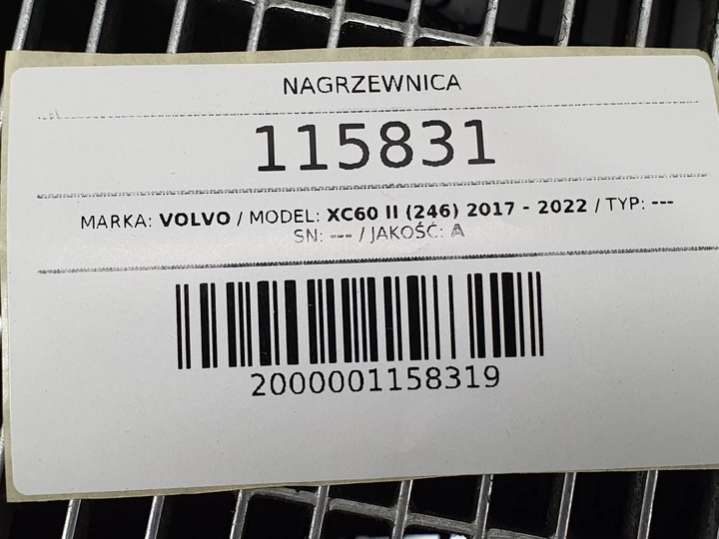 NAGRZEWNICA
115831
MARKA: VOLVO / MODEL: XC60 II (246) 2017 - 2022 / TYP: ---
SN: --- / JAKOŚĆ: A
2000001158319